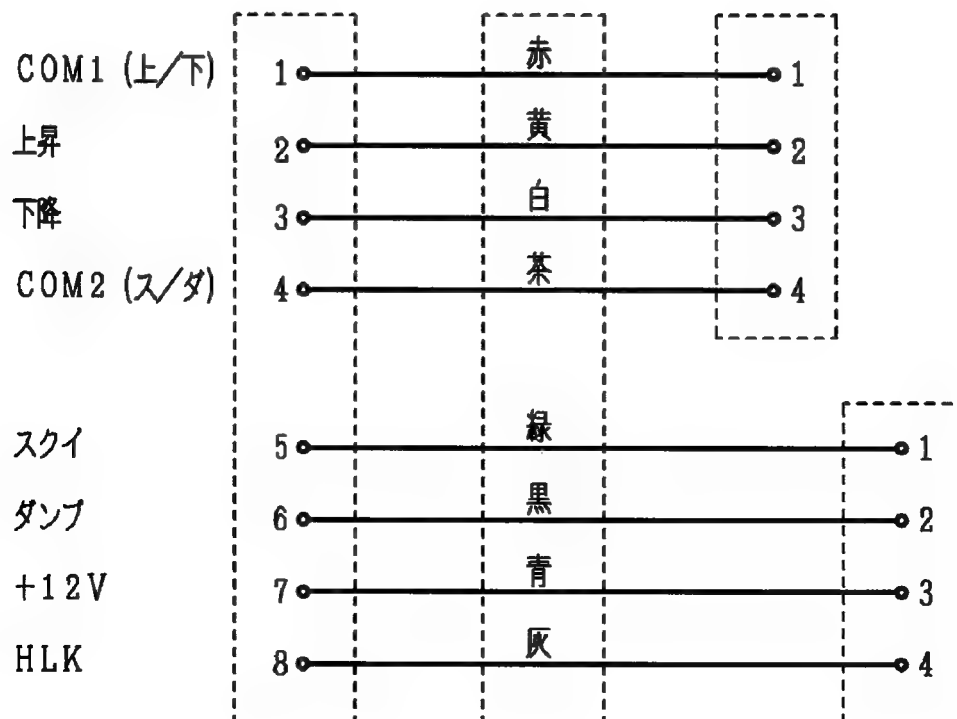 COM1 (上/下) 1 赤 1
上昇 2 黄 2
下降 3 白 3
COM2 (ス/ダ) 4 茶 4
スクイ 5 緑 1
ダンプ 6 黒 2
+12V 7 青 3
HLK 8 灰 4